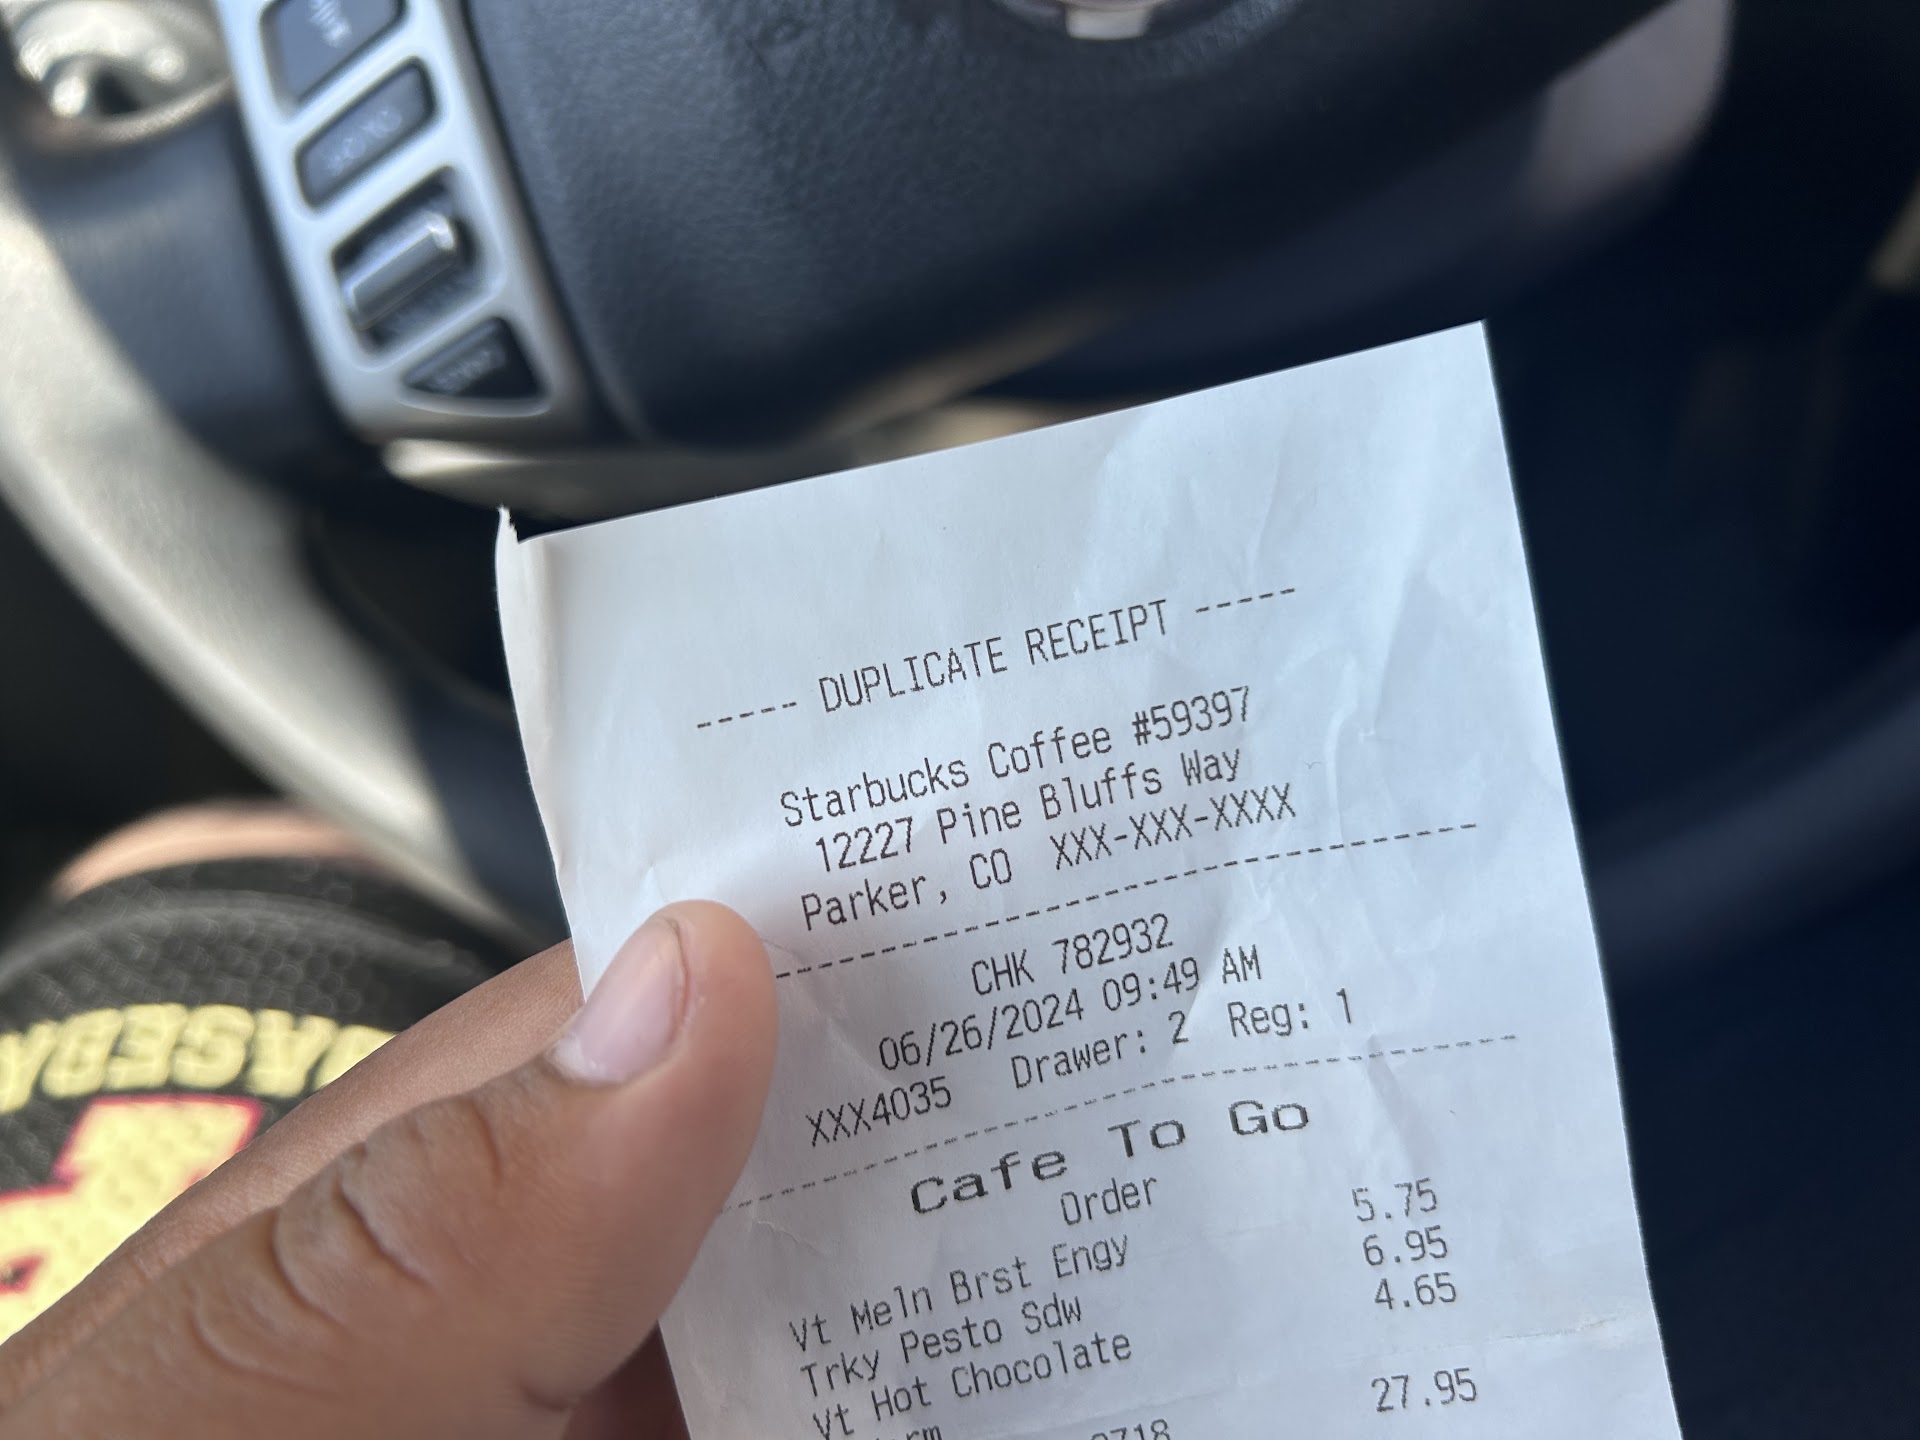 ----- DUPLICATE RECEIPT -----
Starbucks Coffee #59397
12227 Pine Bluffs Way
Parker, CO XXX-XXX-XXXX
CHK 782932
06/26/2024 09:49 AM
XXX4035 Drawer: 2 Reg: 1
Cafe To Go
Order
Vt Meln Brst Engy 5.75
Trky Pesto Sdw 6.95
Vt Hot Chocolate 4.65
27.95